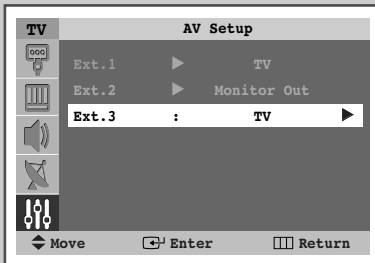 TV AV Setup
Ext.1 ▶ TV
Ext.2 ▶ Monitor Out
Ext.3 : TV ▶
Move Enter Return